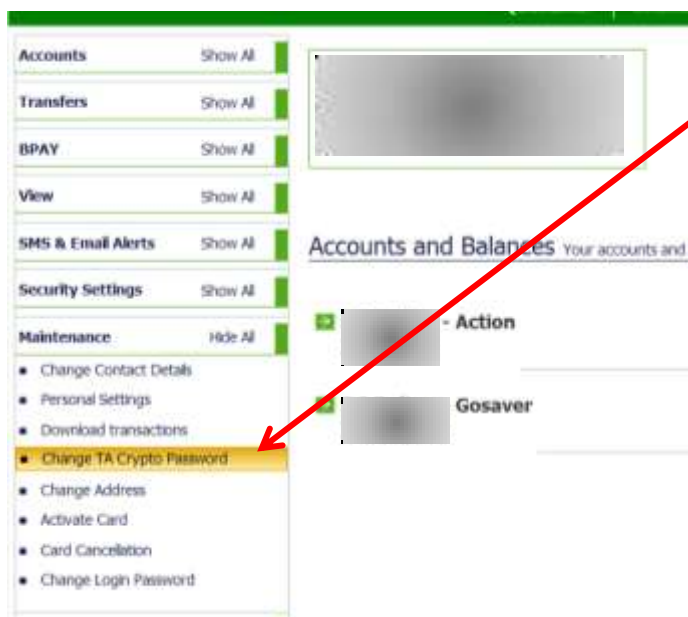 Accounts Show All
Transfers Show All
BPAY Show All
View Show All
SMS & Email Alerts Show All
Security Settings Show All
Maintenance Hide All
Change Contact Details
Personal Settings
Download transactions
Change TA Crypto Password
Change Address
Activate Card
Card Cancellation
Change Login Password
Accounts and Balances Your accounts and
- Action
Gosaver